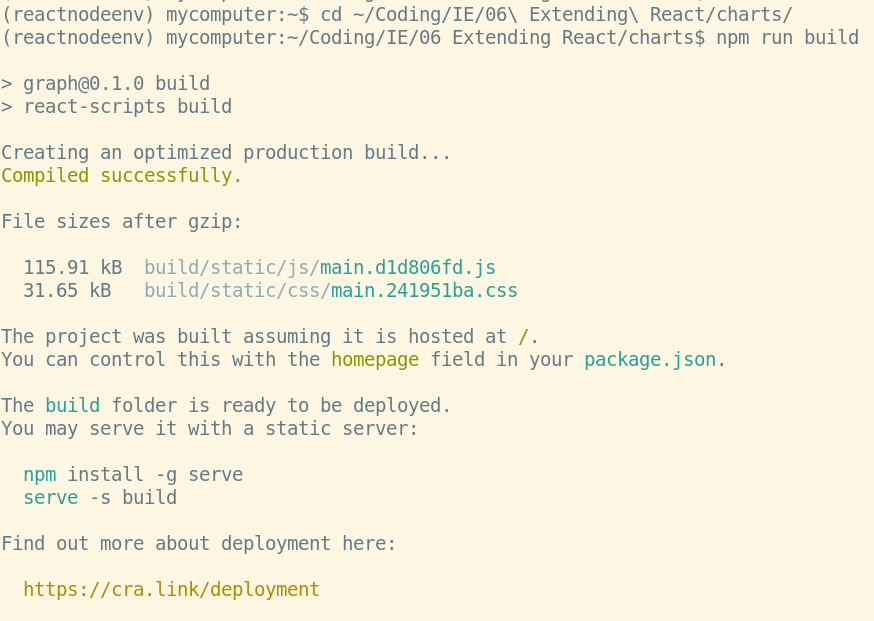 (reactnodeenv) mycomputer:~$ cd ~/Coding/IE/06\ Extending\ React/charts/
(reactnodeenv) mycomputer:~/Coding/IE/06 Extending React/charts$ npm run build
> graph@0.1.0 build
> react-scripts build
Creating an optimized production build...
Compiled successfully.
File sizes after gzip:
115.91 kB  build/static/js/main.d1d806fd.js
31.65 kB   build/static/css/main.241951ba.css
The project was built assuming it is hosted at /.
You can control this with the homepage field in your package.json.
The build folder is ready to be deployed.
You may serve it with a static server:
npm install -g serve
serve -s build
Find out more about deployment here:
https://cra.link/deployment